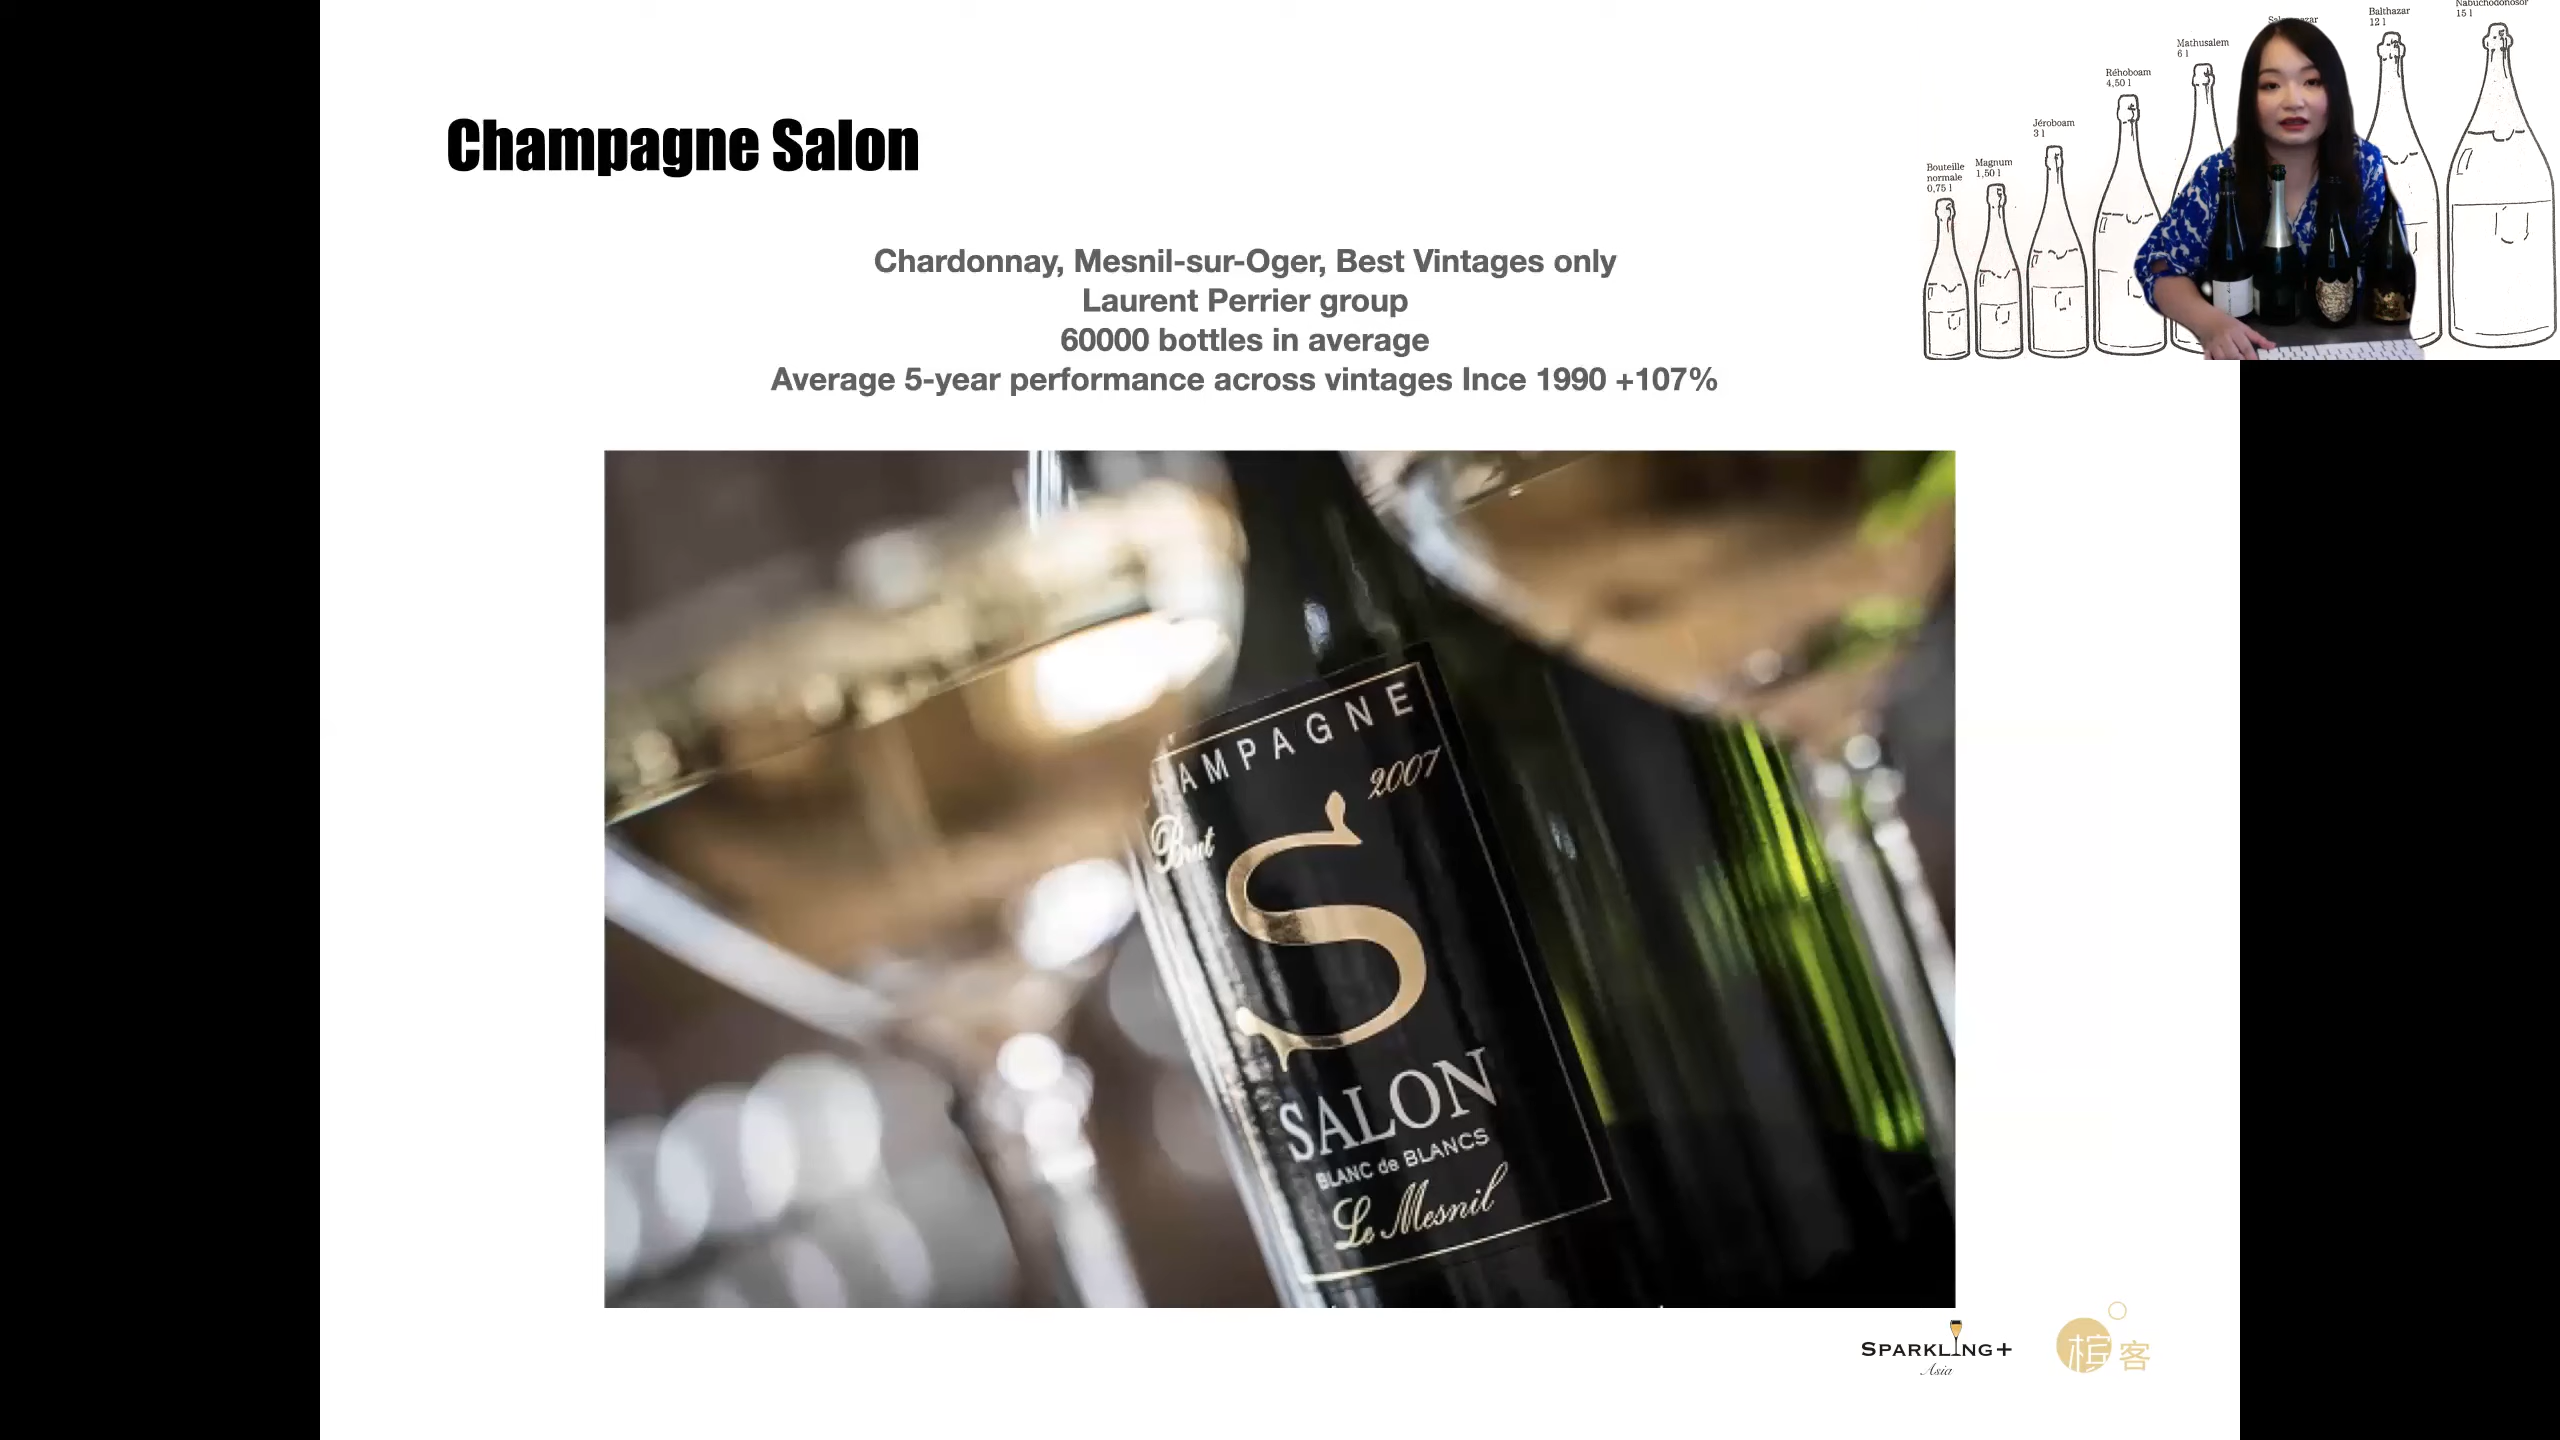 Champagne Salon
Chardonnay, Mesnil-sur-Oger, Best Vintages only
Laurent Perrier group
60000 bottles in average
Average 5-year performance across vintages Ince 1990 +107%
Bouteille
normale
0,75 l
Magnum
1,50 l
Jéroboam
3 l
Réhoboam
4,50 l
Mathusalem
6 l
Balthazar
12 l
Nabuchodonosor
15 l
HAMPAGNE
2007
Brut
S
SALON
BLANC de BLANCS
Le Mesnil
SPARKLING+
Asia
槟客